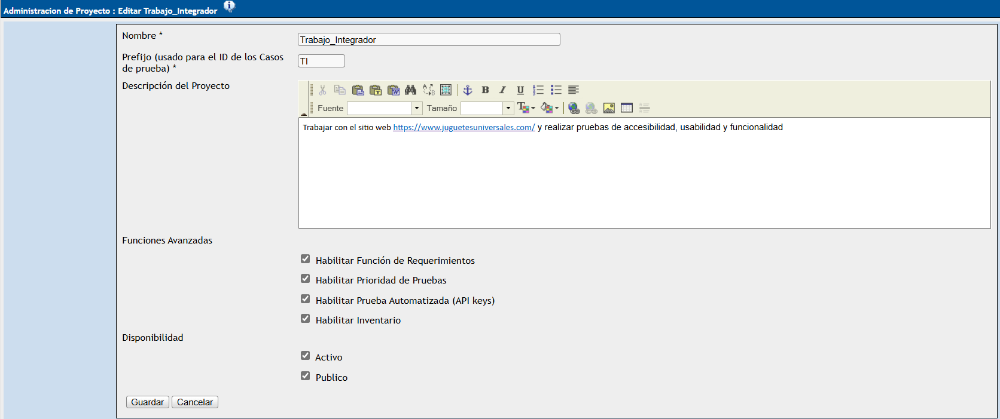 Administracion de Proyecto : Editar Trabajo_Integrador
Nombre *
Trabajo_Integrador
Prefijo (usado para el ID de los Casos
de prueba) *
TI
Descripción del Proyecto
B I U
Fuente
Tamaño
Trabajar con el sitio web https://www.juguetesuniversales.com/ y realizar pruebas de accesibilidad, usabilidad y funcionalidad
Funciones Avanzadas
Habilitar Función de Requerimientos
Habilitar Prioridad de Pruebas
Habilitar Prueba Automatizada (API keys)
Habilitar Inventario
Disponibilidad
Activo
Publico
Guardar Cancelar